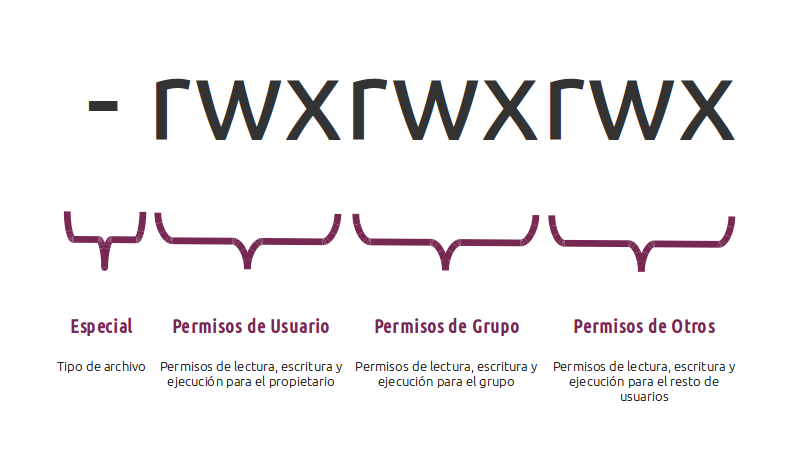 - rwxrwxrwx
Especial
Permisos de Usuario
Permisos de Grupo
Permisos de Otros
Tipo de archivo
Permisos de lectura, escritura y
ejecución para el propietario
Permisos de lectura, escritura y
ejecución para el grupo
Permisos de lectura, escritura y
ejecución para el resto de
usuarios